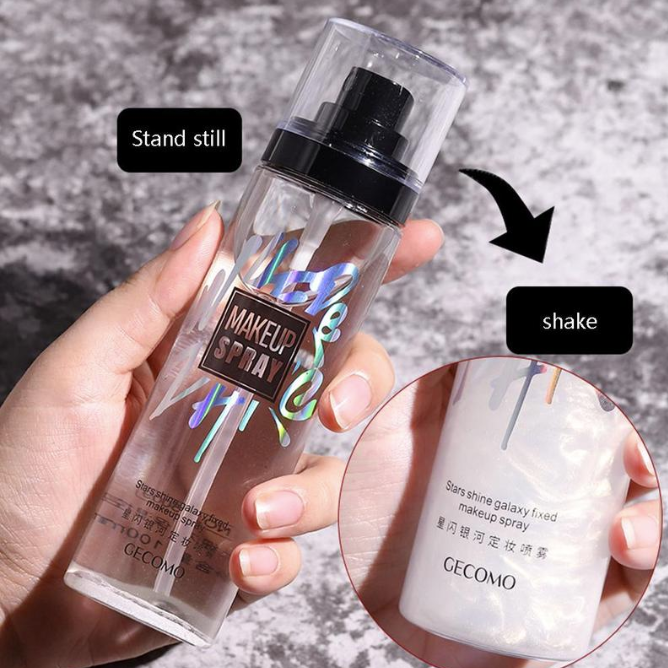 Stand still
shake
MAKEUP
SPRAY
Stars shine galaxy fixed
makeup spray
星闪银河定妆喷雾
GECOMO
Stars shine galaxy fixed
makeup spray
星闪银河定妆喷雾
GECOMO